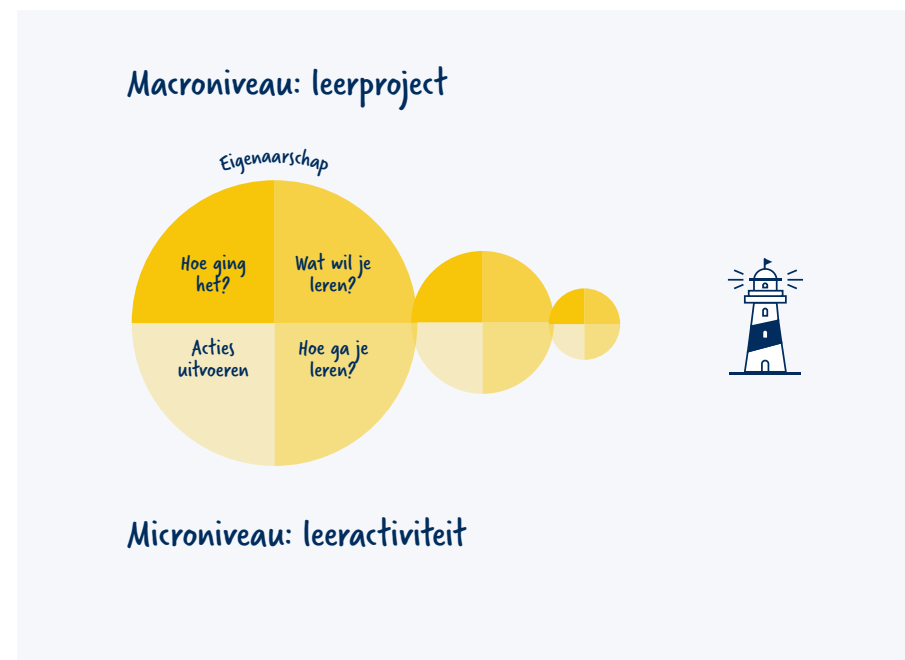 Macroniveau: leerproject
Eigenaarschap
Hoe ging
het?
Wat wil je
leren?
Acties
uitvoeren
Hoe ga je
leren?
Microniveau: leeractiviteit